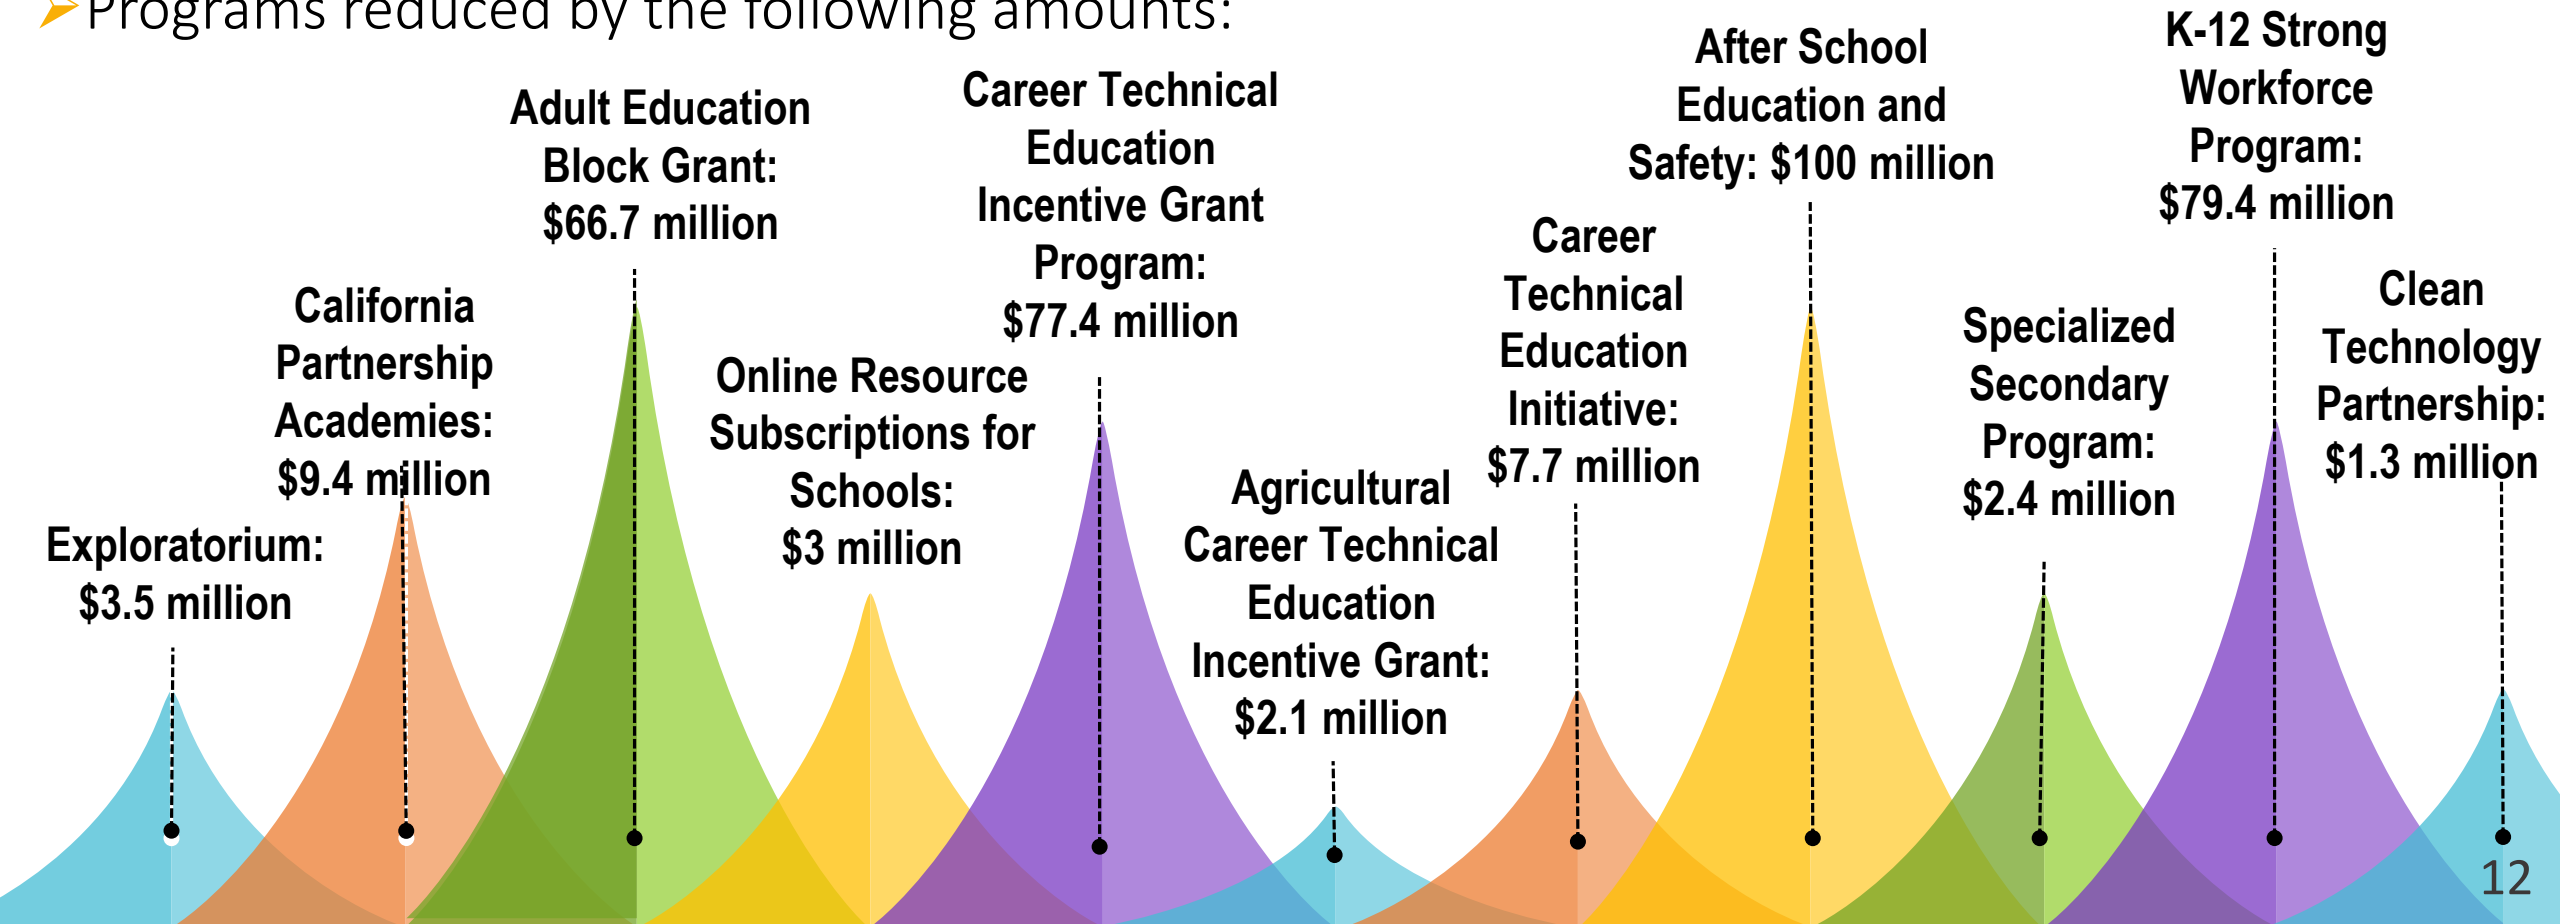 Programs reduced by the following amounts:
Exploratorium:
$3.5 million
California
Partnership
Academies:
$9.4 million
Adult Education
Block Grant:
$66.7 million
Online Resource
Subscriptions for
Schools:
$3 million
Career Technical
Education
Incentive Grant
Program:
$77.4 million
Agricultural
Career Technical
Education
Incentive Grant:
$2.1 million
Career
Technical
Education
Initiative:
$7.7 million
After School
Education and
Safety: $100 million
Specialized
Secondary
Program:
$2.4 million
K-12 Strong
Workforce
Program:
$79.4 million
Clean
Technology
Partnership:
$1.3 million
12